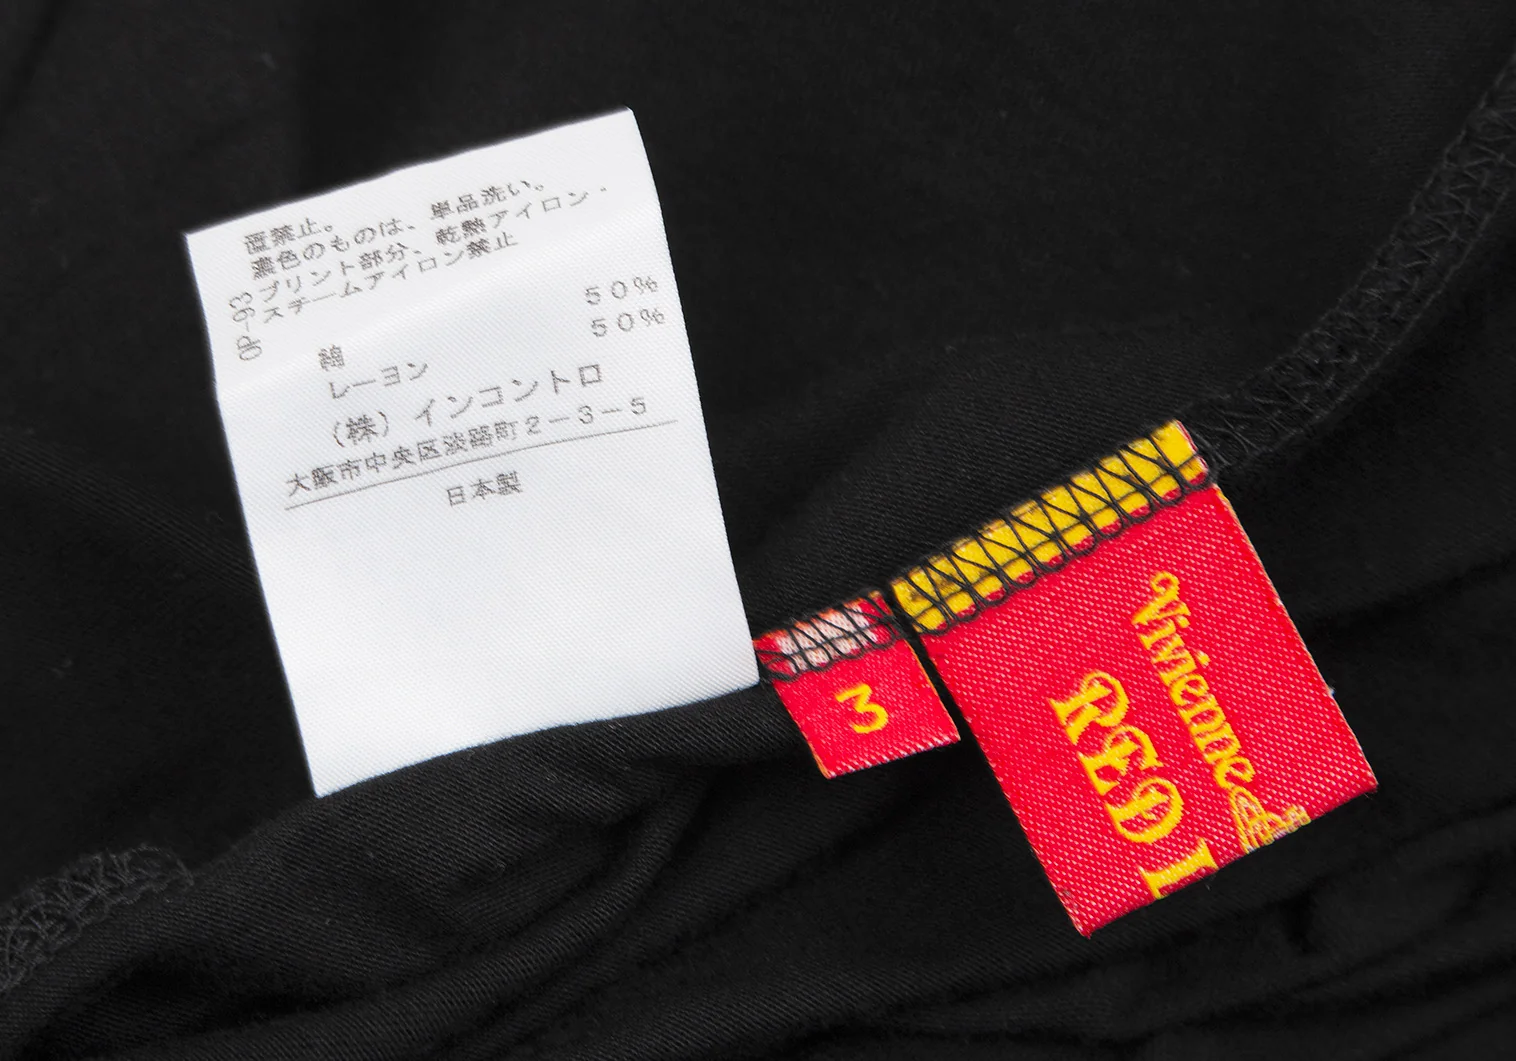 直禁止。
濃色のものは、単品洗い。
プリント部分、乾熱アイロン・
スチームアイロン禁止
OP-63
綿 50%
レーヨン 50%
(株) インコントロ
大阪市中央区淡路町2-3-5
日本製
3
Vivienne
RED L